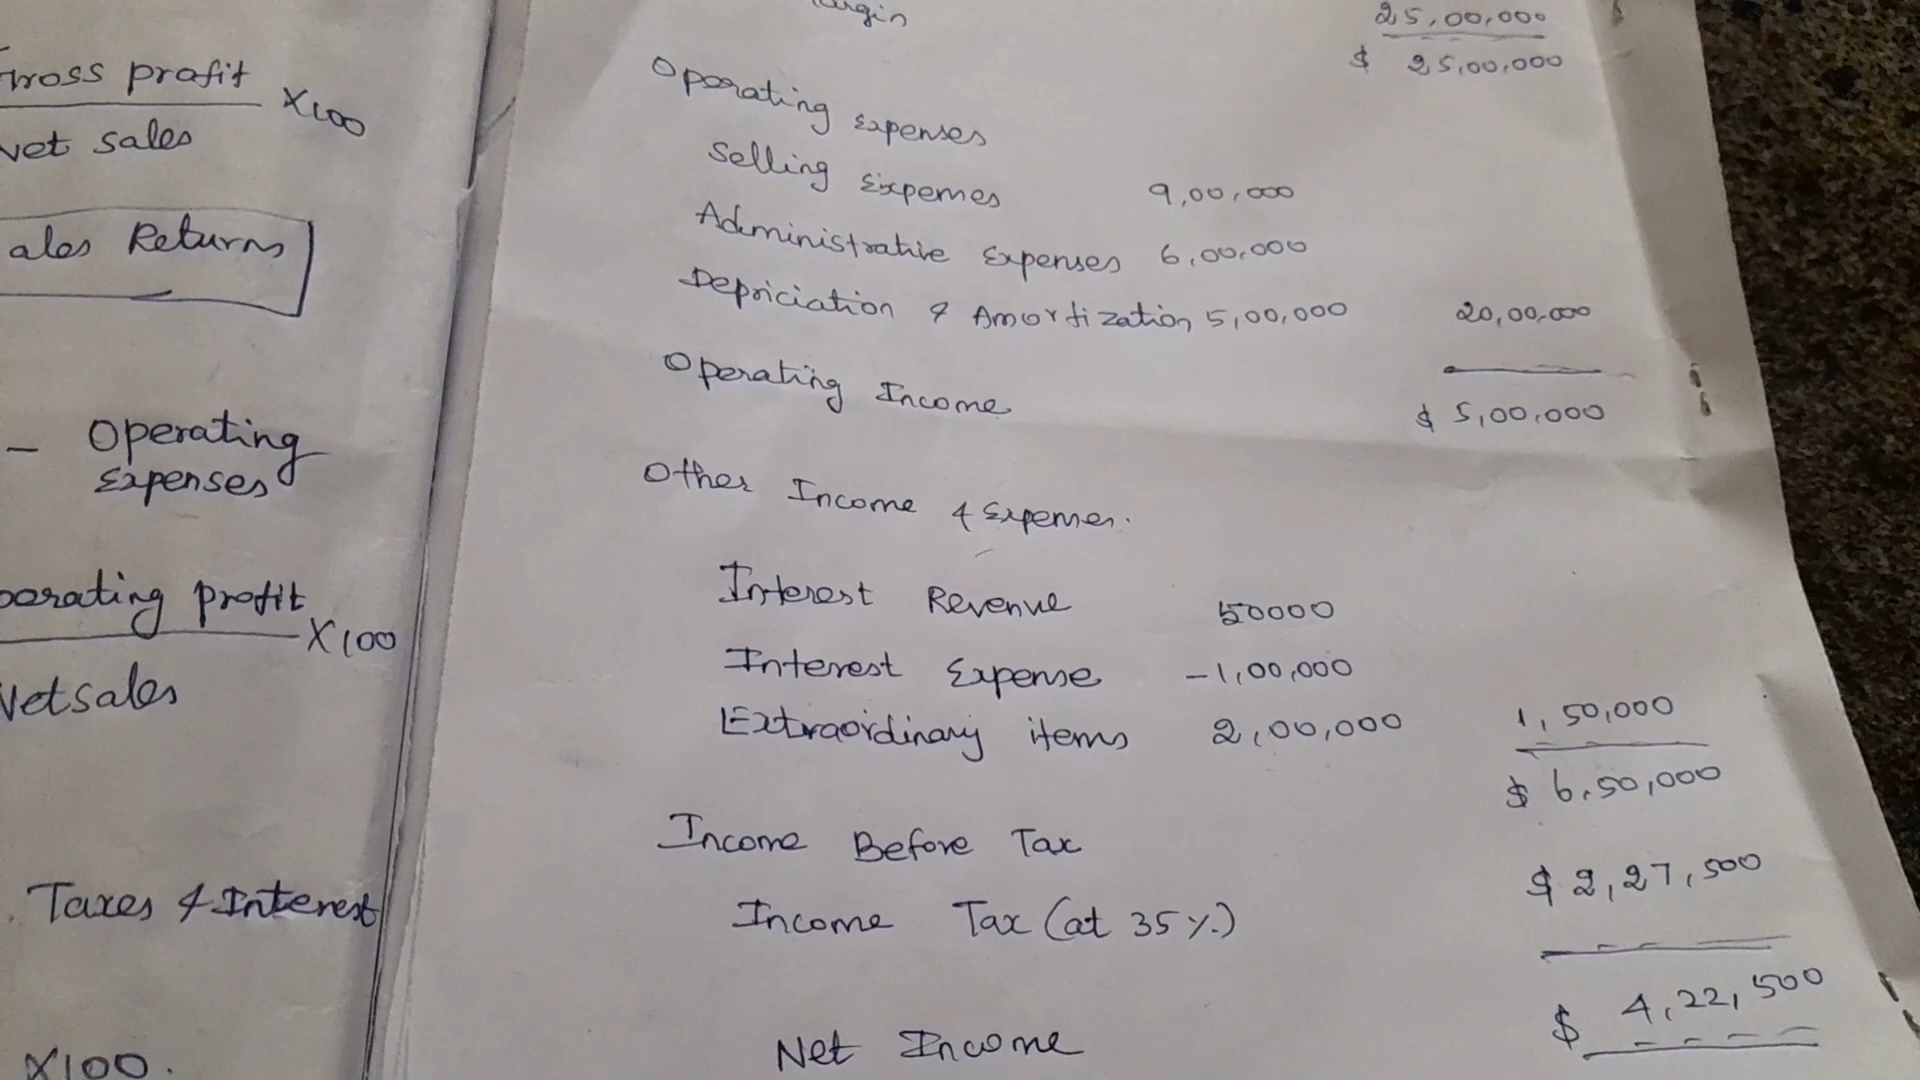 Gross profit
X100
Net sales
ales Returns
- Operating
Expenses
perating profit
X100
Netsales
Taxes & Interest
X100.
argin 25,00,000
$ 25,00,000
Operating Expenses
Selling Expenses 9,00,000
Administrative Expenses 6,00,000
Depriciation & Amortization 5,00,000 20,00,000
Operating Income $ 5,00,000
Other Income & Expenses.
Interest Revenue 50000
Interest Expense -1,00,000
Extraordinary items 2,00,000 1,50,000
$ 6,50,000
Income Before Tax
Income Tax (at 35%) $ 2,27,500
Net Income $ 4,22,500